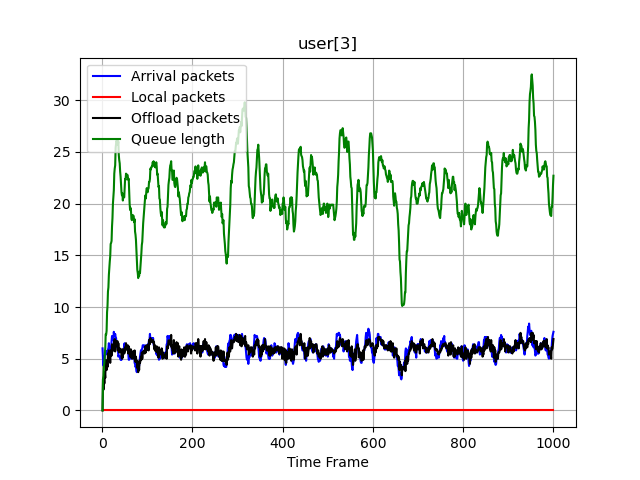 user[3]
Arrival packets
Local packets
Offload packets
Queue length
30
25
20
15
10
5
0
0 200 400 600 800 1000
Time Frame